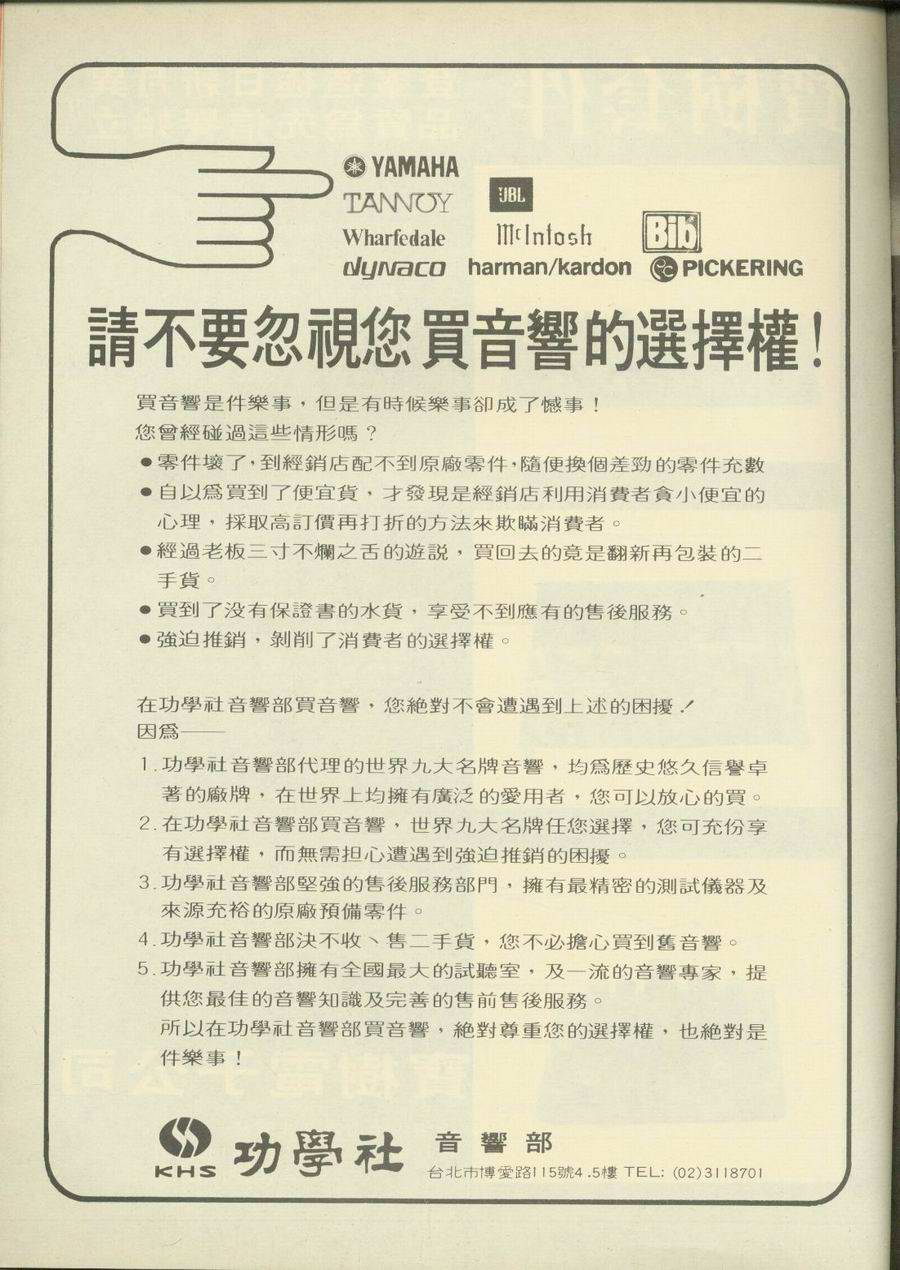 YAMAHA
TANNOY
JBL
Wharfedale
McIntosh
Bib
dynaco
harman/kardon
PICKERING
請不要忽視您買音響的選擇權！
買音響是件樂事，但是有時候樂事卻成了憾事！
您曾經碰過這些情形嗎？
●零件壞了，到經銷店配不到原廠零件，隨便換個差勁的零件充數
●自以爲買到了便宜貨，才發現是經銷店利用消費者貪小便宜的
心理，採取高訂價再打折的方法來欺瞞消費者。
●經過老板三寸不爛之舌的遊説，買回去的竟是翻新再包裝的二
手貨。
●買到了没有保證書的水貨，享受不到應有的售後服務。
●強迫推銷，剝削了消費者的選擇權。
在功學社音響部買音響，您絶對不會遭遇到上述的困擾！
因爲——
1.功學社音響部代理的世界九大名牌音響，均爲歷史悠久信譽卓
著的廠牌，在世界上均擁有廣泛的愛用者，您可以放心的買。
2.在功學社音響部買音響，世界九大名牌任您選擇，您可充份享
有選擇權，而無需担心遭遇到強迫推銷的困擾。
3.功學社音響部堅強的售後服務部門，擁有最精密的測試儀器及
來源充裕的原廠預備零件。
4.功學社音響部決不收、售二手貨，您不必擔心買到舊音響。
5.功學社音響部擁有全國最大的試聽室，及一流的音響專家，提
供您最佳的音響知識及完善的售前售後服務。
所以在功學社音響部買音響，絶對尊重您的選擇權，也絶對是
件樂事！
KHS 功學社 音響部
台北市博愛路115號4.5樓 TEL: (02)3118701